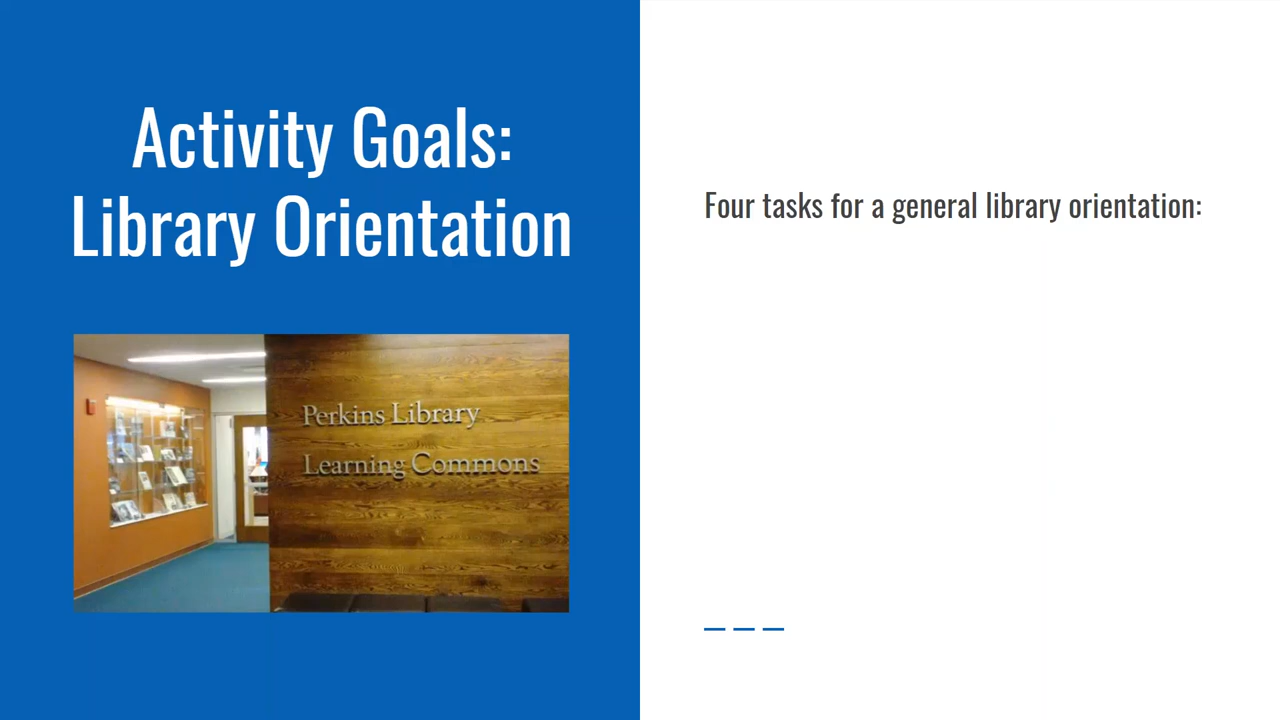 Activity Goals:
Library Orientation
Perkins Library
Learning Commons
Four tasks for a general library orientation: